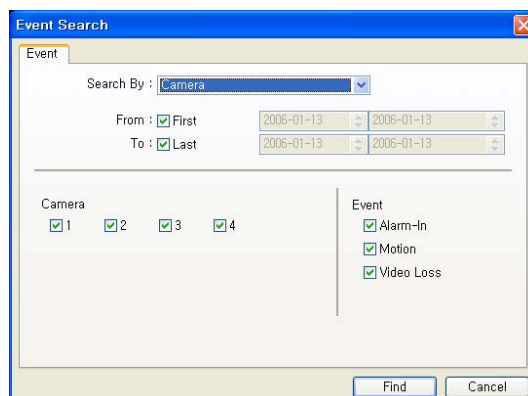 Event Search
Event
Search By : Camera
From : First 2006-01-13 2006-01-13
To : Last 2006-01-13 2006-01-13
Camera
1 2 3 4
Event
Alarm-In
Motion
Video Loss
Find Cancel